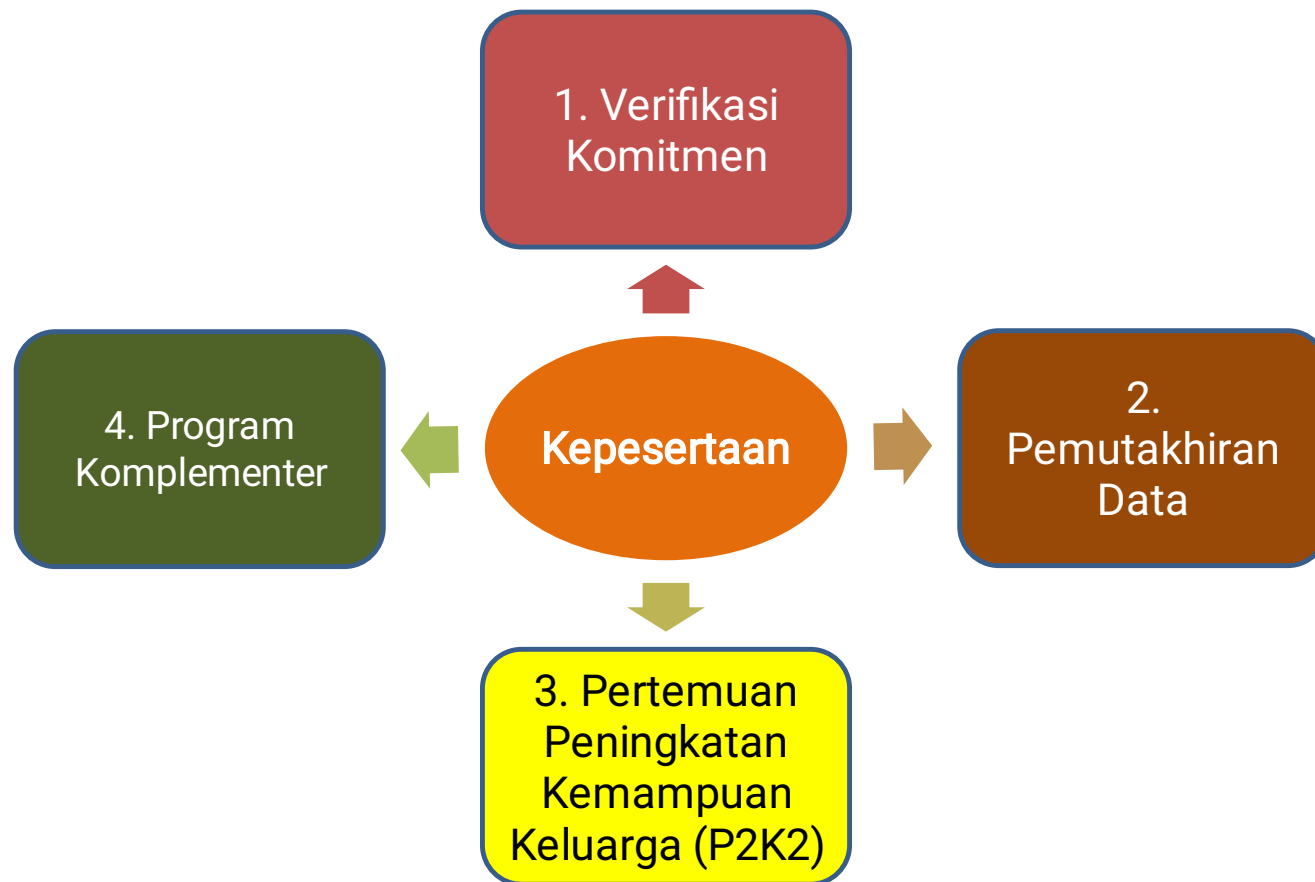 1. Verifikasi
Komitmen
4. Program
Komplementer
Kepesertaan
2.
Pemutakhiran
Data
3. Pertemuan
Peningkatan
Kemampuan
Keluarga (P2K2)